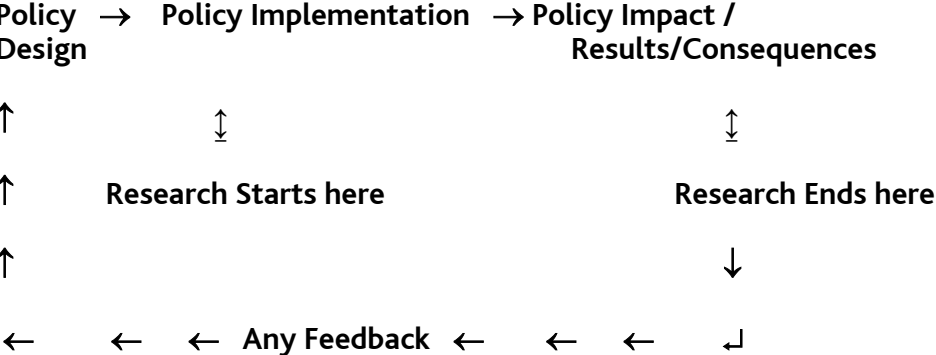 Policy → Policy Implementation → Policy Impact /
Design Results/Consequences
↑ ↨ ↨
↑ Research Starts here Research Ends here
↑ ↓
← ← ← Any Feedback ← ← ← ↵